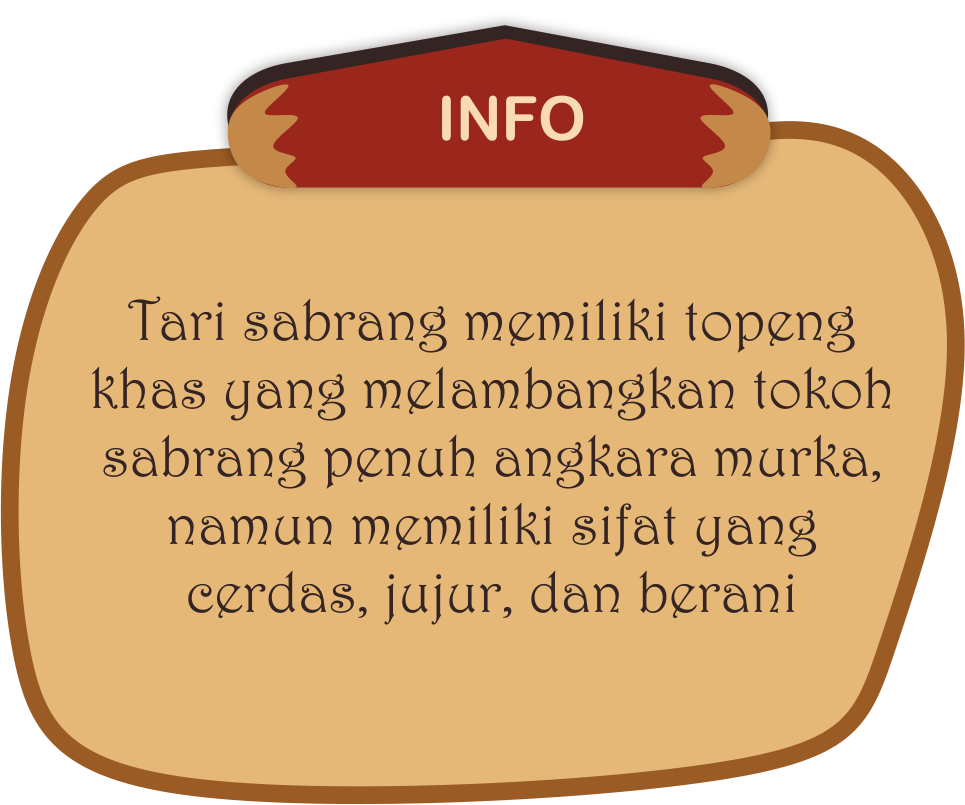 INFO
Tari sabrang memiliki topeng
khas yang melambangkan tokoh
sabrang penuh angkara murka,
namun memiliki sifat yang
cerdas, jujur, dan berani